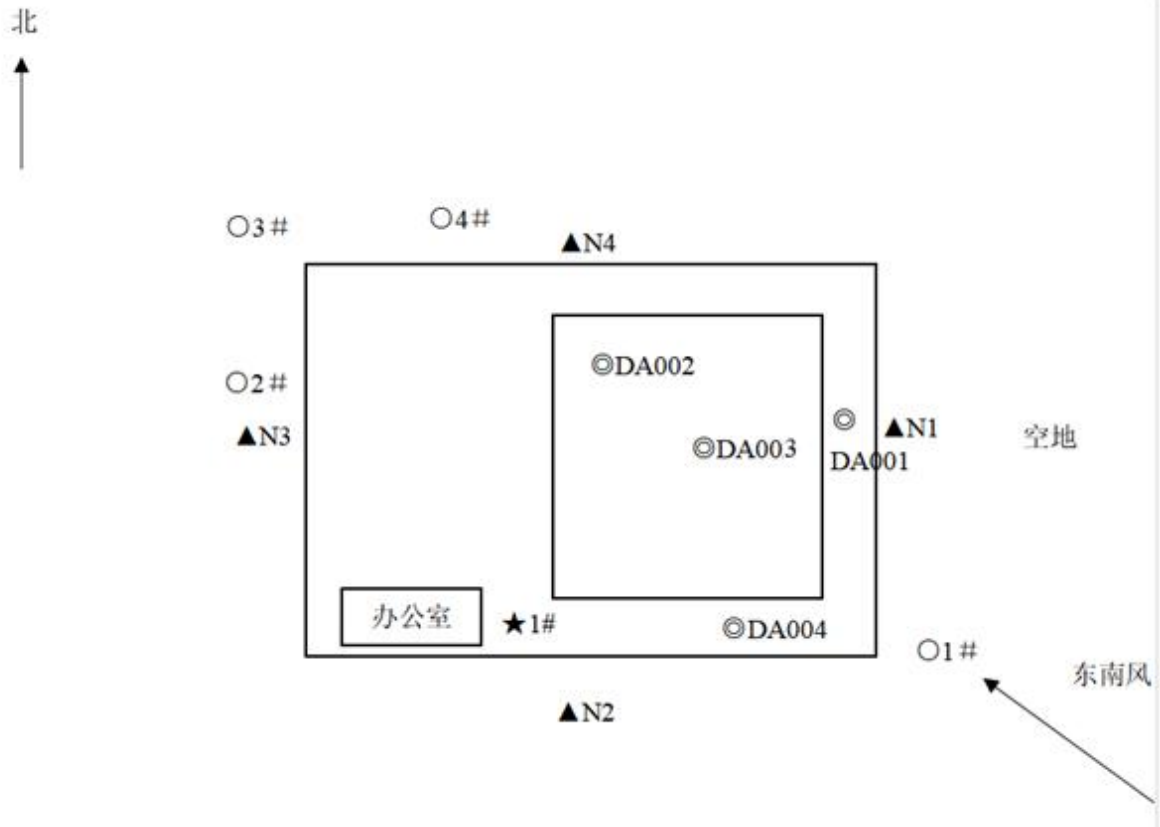 北
○3＃
○4＃
▲N4
◎DA002
○2＃
▲N3
◎DA003
◎
DA001
▲N1
空地
办公室
★1#
◎DA004
○1＃
东南风
▲N2